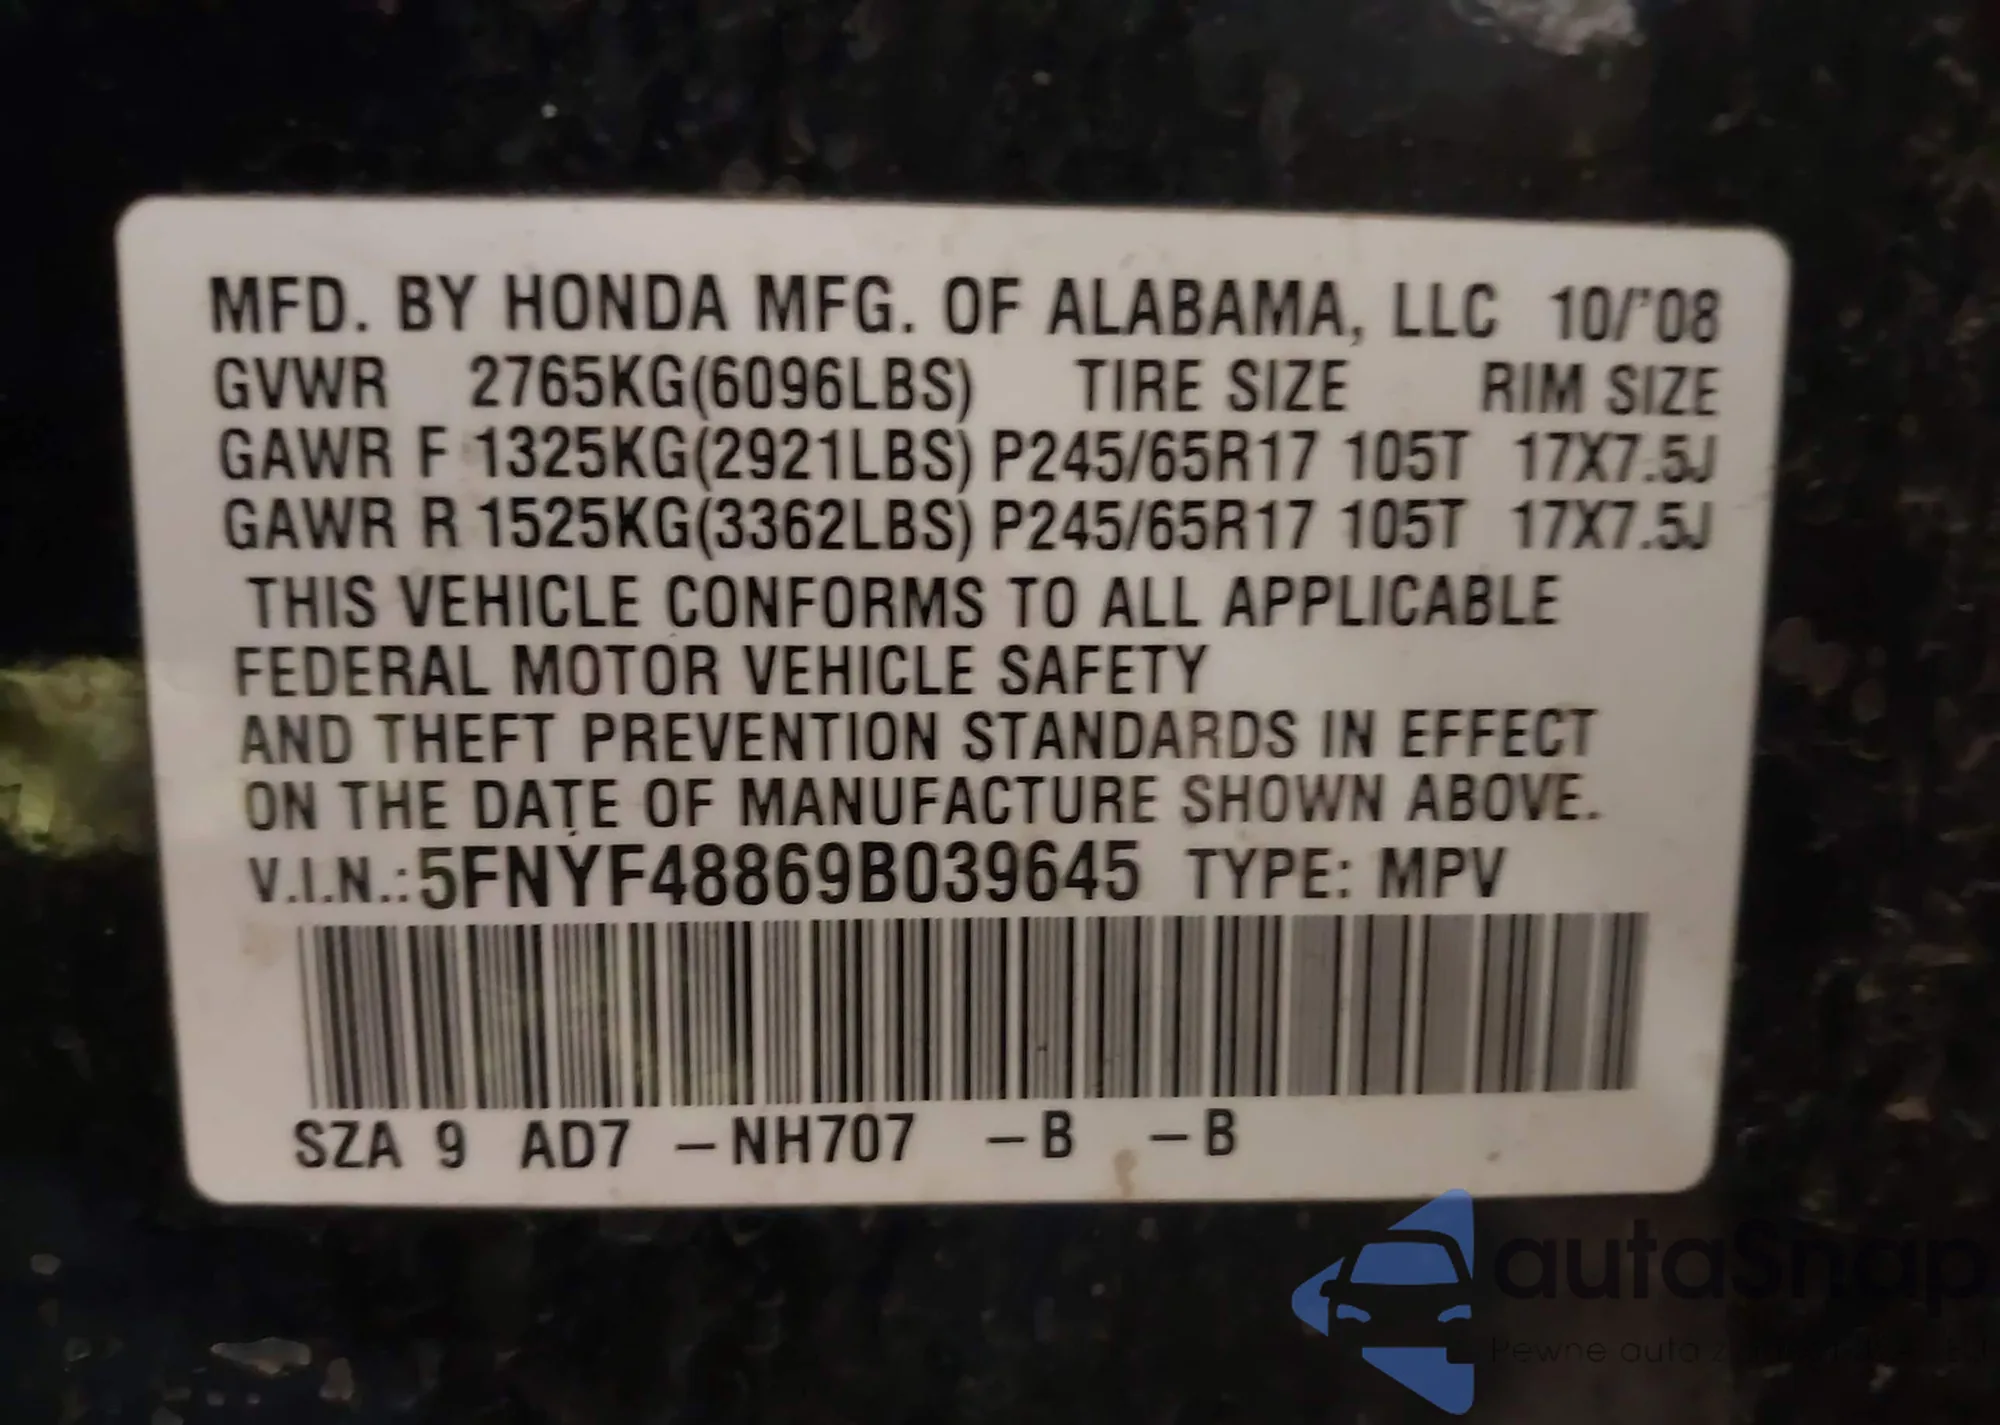 MFD. BY HONDA MFG. OF ALABAMA, LLC 10/'08
GVWR 2765KG(6096LBS) TIRE SIZE RIM SIZE
GAWR F 1325KG(2921LBS) P245/65R17 105T 17X7.5J
GAWR R 1525KG(3362LBS) P245/65R17 105T 17X7.5J
THIS VEHICLE CONFORMS TO ALL APPLICABLE
FEDERAL MOTOR VEHICLE SAFETY
AND THEFT PREVENTION STANDARDS IN EFFECT
ON THE DATE OF MANUFACTURE SHOWN ABOVE.
V.I.N.:5FNYF48869B039645 TYPE: MPV
SZA 9 AD7 –NH707 –B –B
autaSnap
Pewne auta z